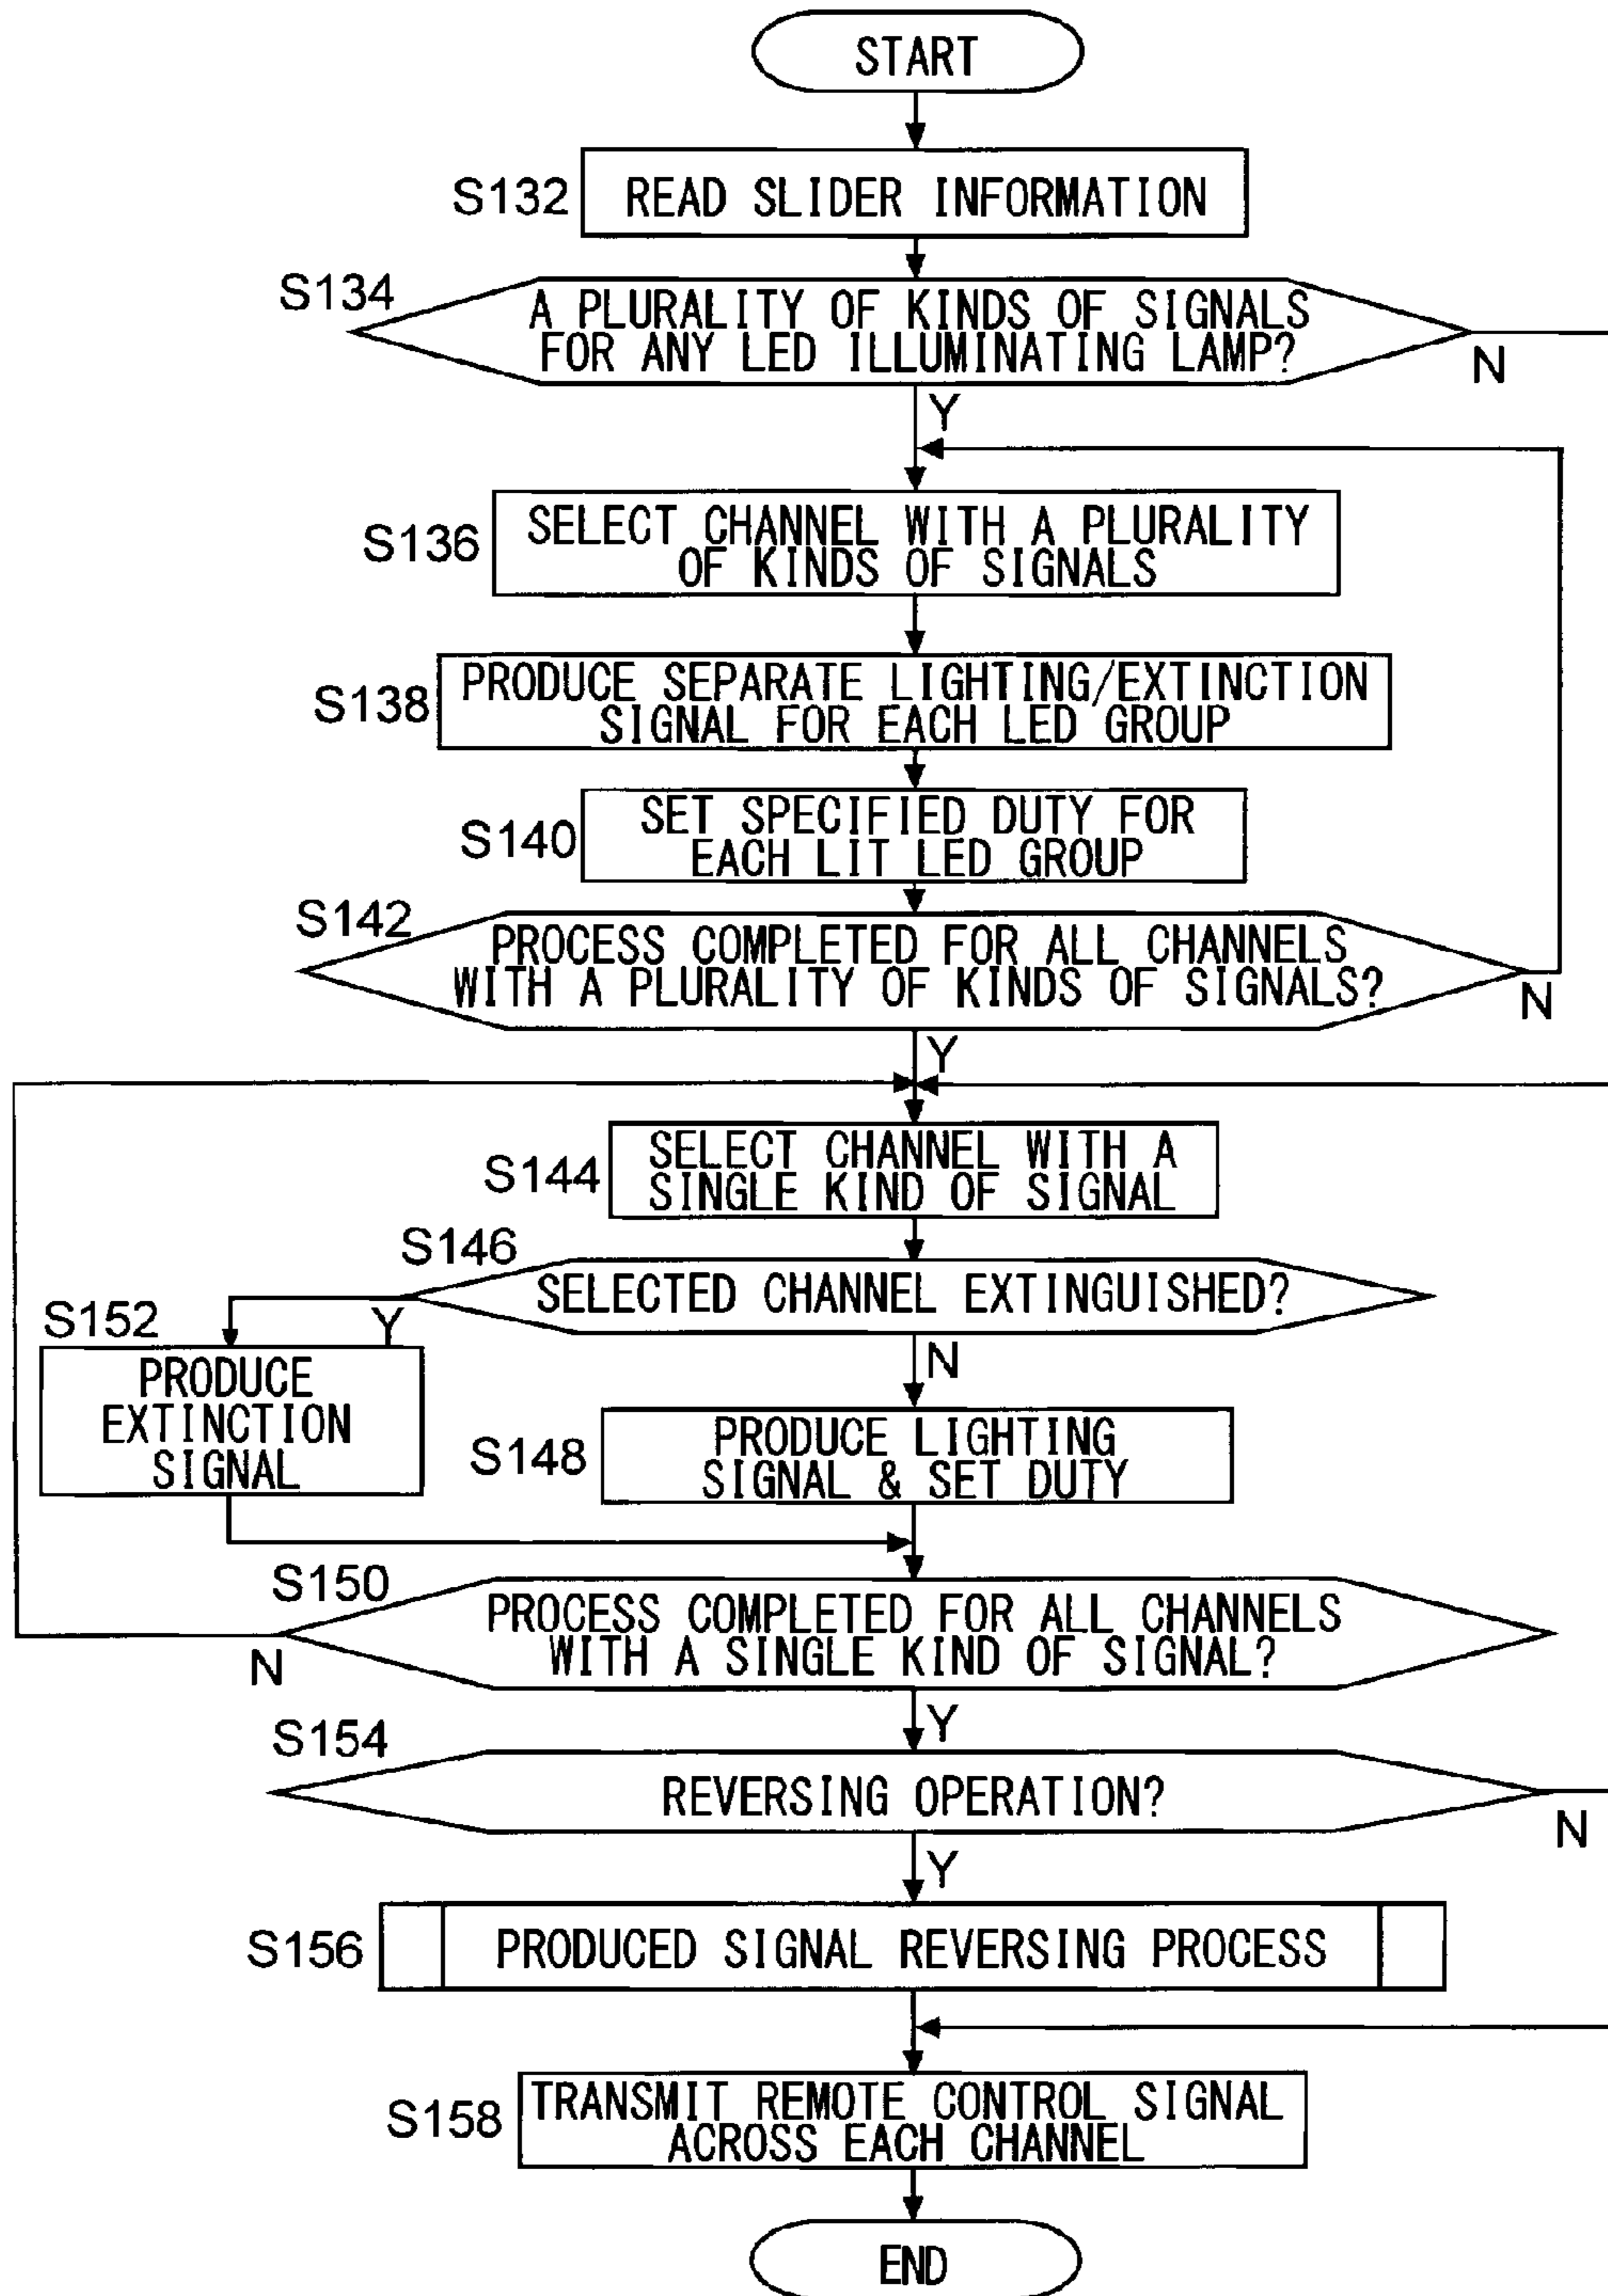 START
S132
READ SLIDER INFORMATION
S134
A PLURALITY OF KINDS OF SIGNALS
FOR ANY LED ILLUMINATING LAMP?
N
Y
S136
SELECT CHANNEL WITH A PLURALITY
OF KINDS OF SIGNALS
S138
PRODUCE SEPARATE LIGHTING/EXTINCTION
SIGNAL FOR EACH LED GROUP
S140
SET SPECIFIED DUTY FOR
EACH LIT LED GROUP
S142
PROCESS COMPLETED FOR ALL CHANNELS
WITH A PLURALITY OF KINDS OF SIGNALS?
N
Y
S144
SELECT CHANNEL WITH A
SINGLE KIND OF SIGNAL
S146
SELECTED CHANNEL EXTINGUISHED?
S152
Y
N
PRODUCE
EXTINCTION
SIGNAL
S148
PRODUCE LIGHTING
SIGNAL & SET DUTY
S150
PROCESS COMPLETED FOR ALL CHANNELS
WITH A SINGLE KIND OF SIGNAL?
N
Y
S154
REVERSING OPERATION?
N
Y
S156
PRODUCED SIGNAL REVERSING PROCESS
S158
TRANSMIT REMOTE CONTROL SIGNAL
ACROSS EACH CHANNEL
END